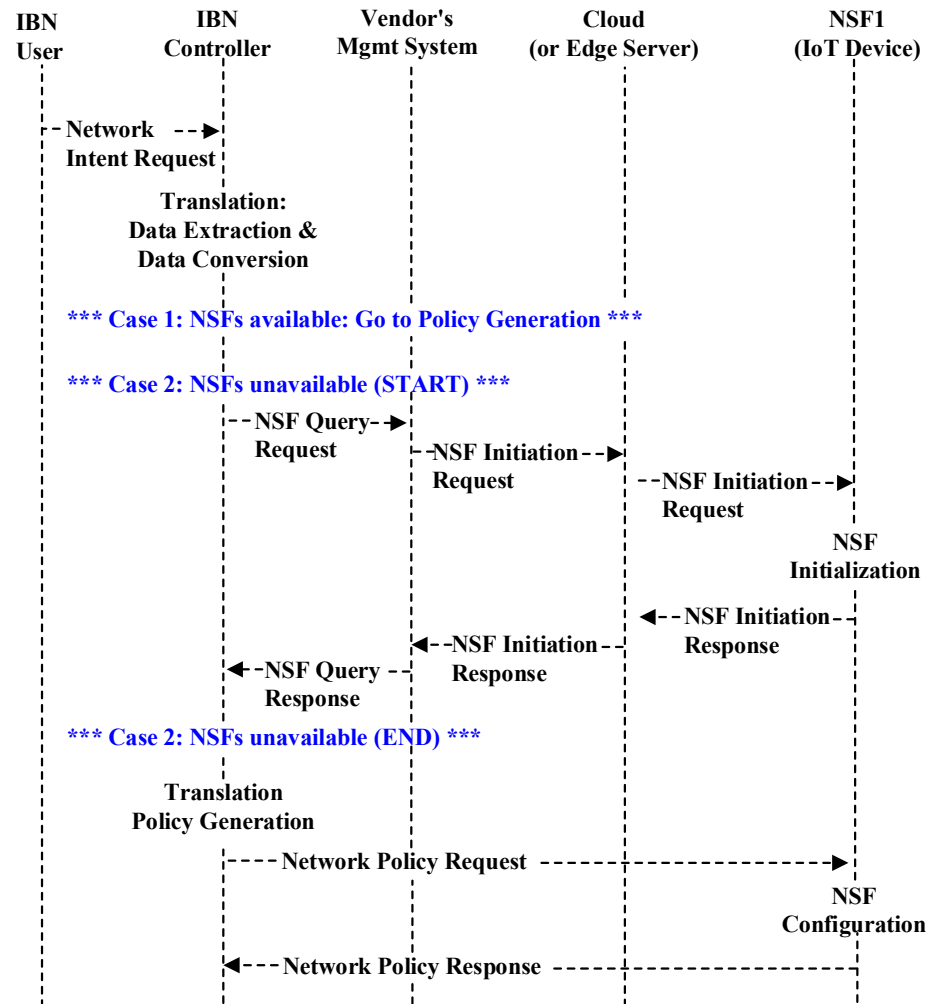 IBN
User
IBN
Controller
Vendor's
Mgmt System
Cloud
(or Edge Server)
NSF1
(IoT Device)
Network
Intent Request
Translation:
Data Extraction &
Data Conversion
*** Case 1: NSFs available: Go to Policy Generation ***
*** Case 2: NSFs unavailable (START) ***
NSF Query
Request
NSF Initiation
Request
NSF Initiation
Request
NSF
Initialization
NSF Initiation
Response
NSF Initiation
Response
NSF Query
Response
*** Case 2: NSFs unavailable (END) ***
Translation
Policy Generation
Network Policy Request
NSF
Configuration
Network Policy Response